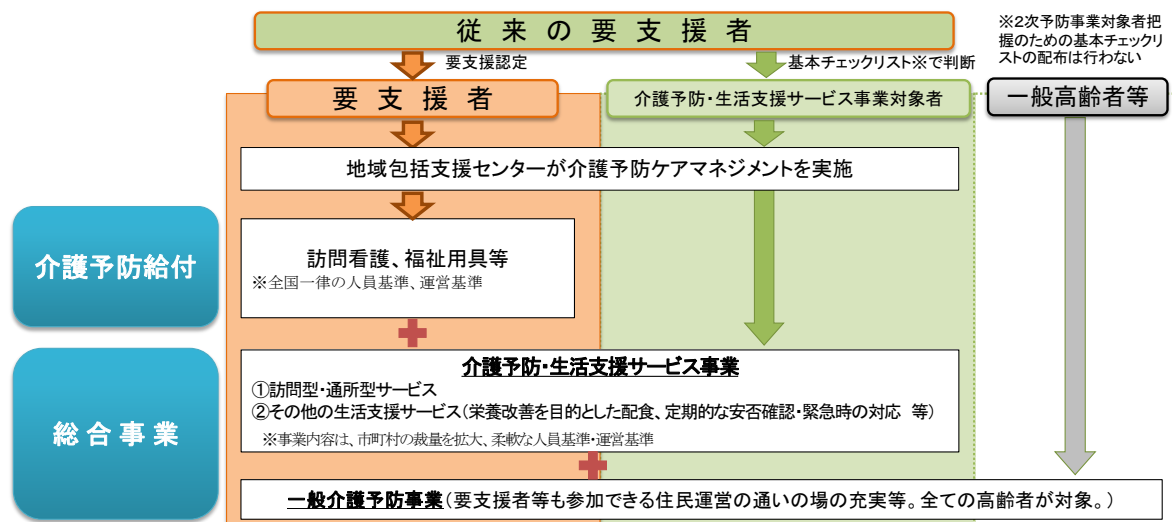 従来の要支援者
※2次予防事業対象者把
握のための基本チェックリ
ストの配布は行わない
要支援認定
基本チェックリスト※で判断
要支援者
介護予防・生活支援サービス事業対象者
一般高齢者等
地域包括支援センターが介護予防ケアマネジメントを実施
介護予防給付
訪問看護、福祉用具等
※全国一律の人員基準、運営基準
総合事業
介護予防・生活支援サービス事業
①訪問型・通所型サービス
②その他の生活支援サービス(栄養改善を目的とした配食、定期的な安否確認・緊急時の対応 等)
※事業内容は、市町村の裁量を拡大、柔軟な人員基準・運営基準
一般介護予防事業(要支援者等も参加できる住民運営の通いの場の充実等。全ての高齢者が対象。)